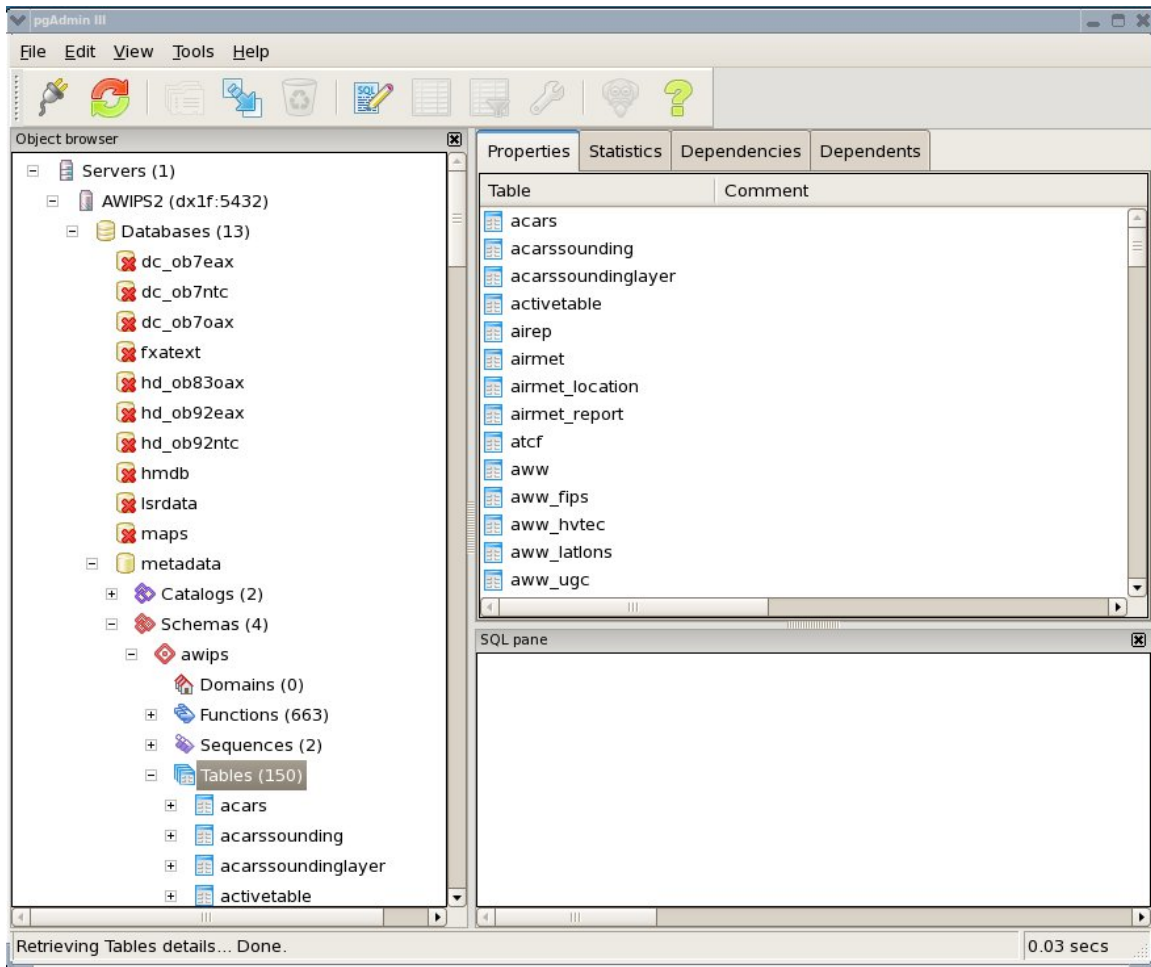 pgAdmin III
File Edit View Tools Help
SQL
Object browser
Servers (1)
AWIPS2 (dx1f:5432)
Databases (13)
dc_ob7eax
dc_ob7ntc
dc_ob7oax
fxatext
hd_ob83oax
hd_ob92eax
hd_ob92ntc
hmdb
lsrdata
maps
metadata
Catalogs (2)
Schemas (4)
awips
Domains (0)
Functions (663)
Sequences (2)
Tables (150)
acars
acarssounding
acarssoundinglayer
activetable
Properties Statistics Dependencies Dependents
Table Comment
acars
acarssounding
acarssoundinglayer
activetable
airep
airmet
airmet_location
airmet_report
atcf
aww
aww_fips
aww_hvtec
aww_latlons
aww_ugc
SQL pane
Retrieving Tables details... Done.
0.03 secs